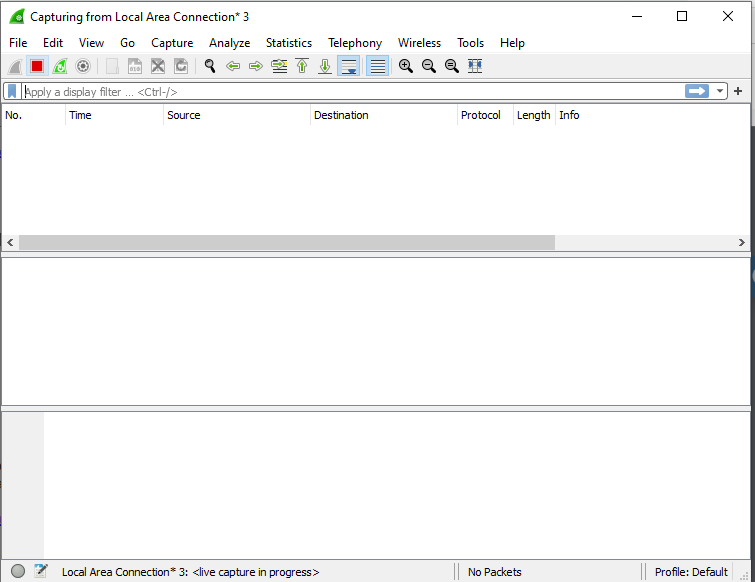 Capturing from Local Area Connection* 3
File Edit View Go Capture Analyze Statistics Telephony Wireless Tools Help
Apply a display filter ... <Ctrl-/>
No. Time Source Destination Protocol Length Info
Local Area Connection* 3: <live capture in progress> No Packets Profile: Default